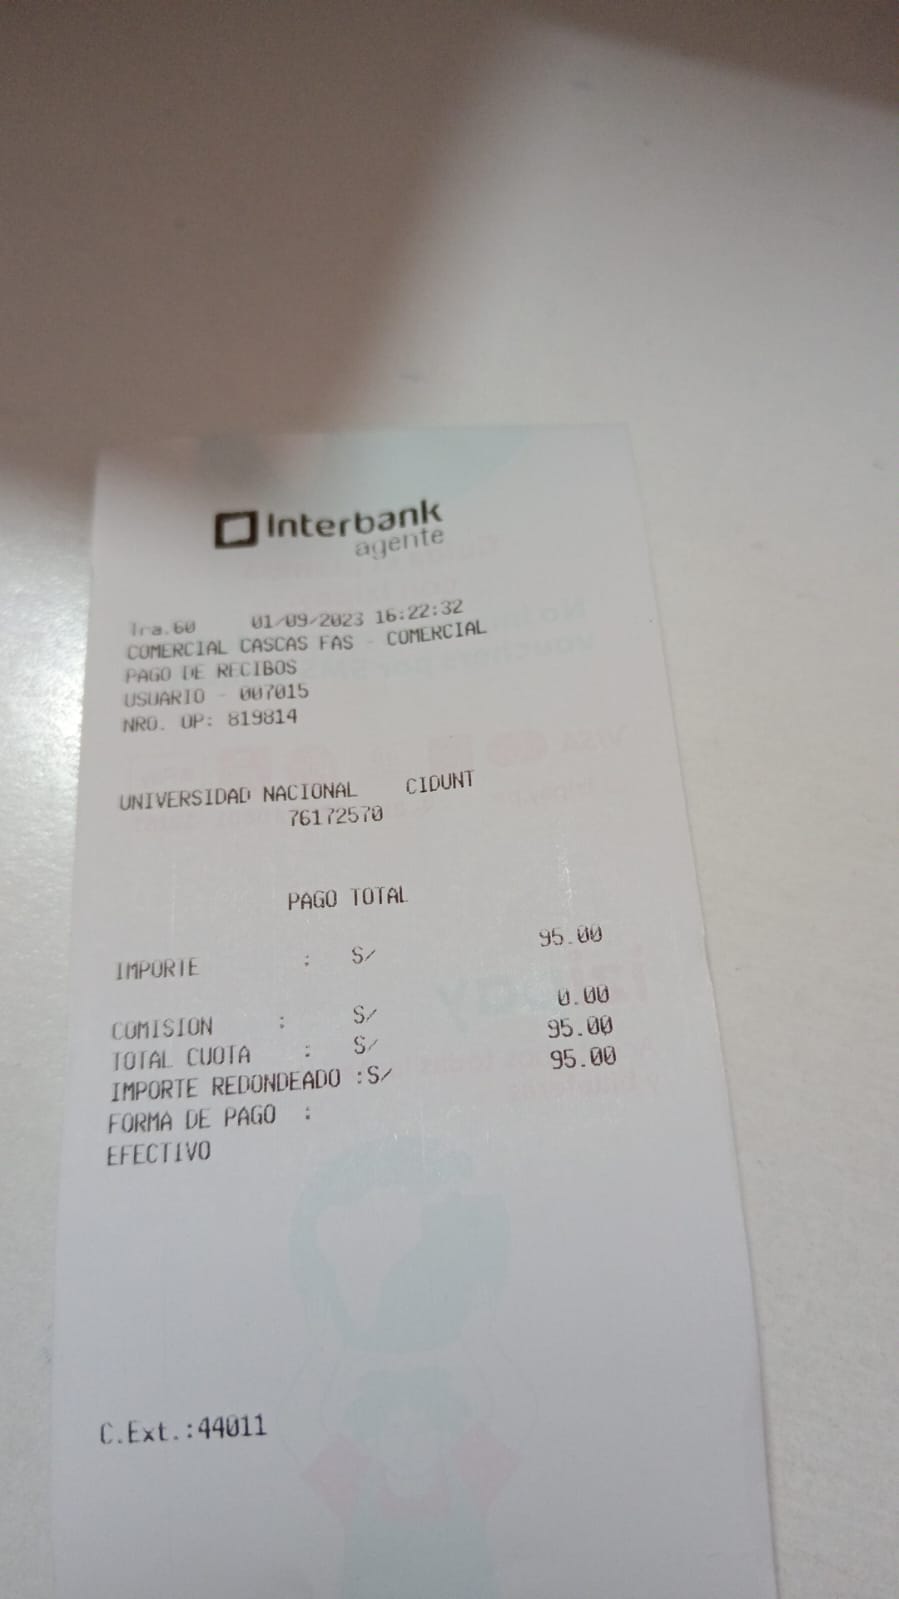 Interbank
agente
Tra.60 01/09/2023 16:22:32
COMERCIAL CASCAS FAS - COMERCIAL
PAGO DE RECIBOS
USUARIO - 007015
NRO. OP: 819814
UNIVERSIDAD NACIONAL CIDUNT
76172570
PAGO TOTAL
IMPORTE : S/ 95.00
COMISION : S/ 0.00
TOTAL CUOTA : S/ 95.00
IMPORTE REDONDEADO :S/ 95.00
FORMA DE PAGO :
EFECTIVO
C.Ext.:44011